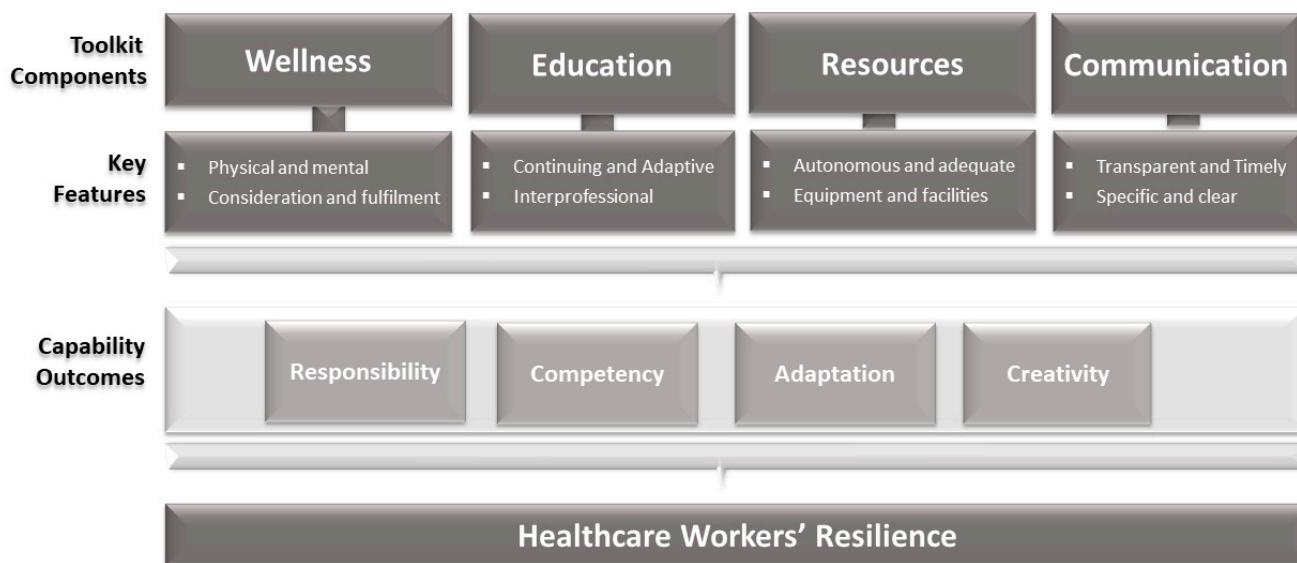 Toolkit
Components
Wellness
Education
Resources
Communication
Key
Features
▪ Physical and mental
▪ Consideration and fulfilment
▪ Continuing and Adaptive
▪ Interprofessional
▪ Autonomous and adequate
▪ Equipment and facilities
▪ Transparent and Timely
▪ Specific and clear
Capability
Outcomes
Responsibility
Competency
Adaptation
Creativity
Healthcare Workers’ Resilience